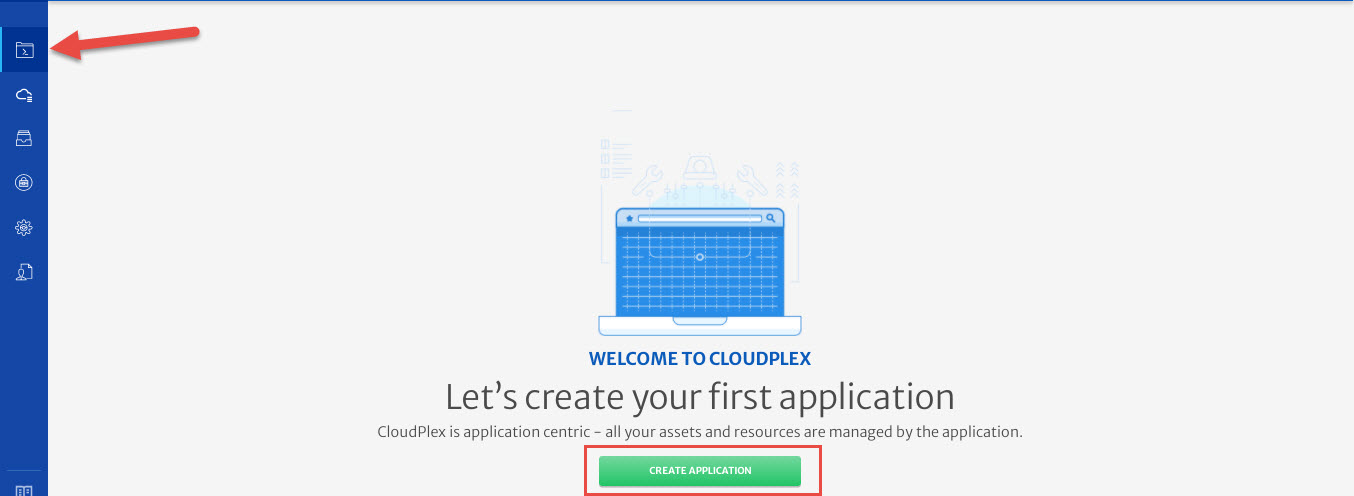 WELCOME TO CLOUDPLEX
Let’s create your first application
CloudPlex is application centric - all your assets and resources are managed by the application.
CREATE APPLICATION